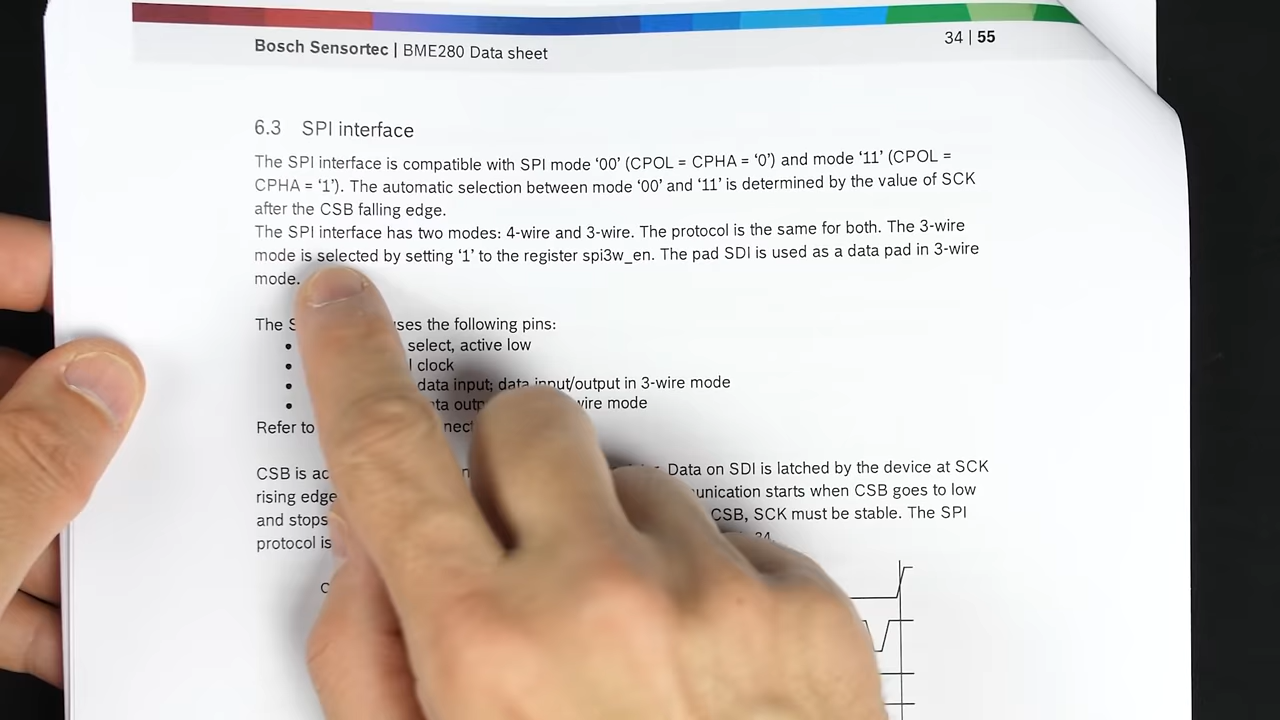 Bosch Sensortec | BME280 Data sheet
34 | 55
6.3 SPI interface
The SPI interface is compatible with SPI mode ‘00’ (CPOL = CPHA = ‘0’) and mode ‘11’ (CPOL =
CPHA = ‘1’). The automatic selection between mode ‘00’ and ‘11’ is determined by the value of SCK
after the CSB falling edge.
The SPI interface has two modes: 4-wire and 3-wire. The protocol is the same for both. The 3-wire
mode is selected by setting ‘1’ to the register spi3w_en. The pad SDI is used as a data pad in 3-wire
mode.
The uses the following pins:
• select, active low
• clock
• data input; data input/output in 3-wire mode
• wire mode
Refer to
CSB is Data on SDI is latched by the device at SCK
rising edge starts when CSB goes to low
and stops CSB, SCK must be stable. The SPI
protocol is 34.